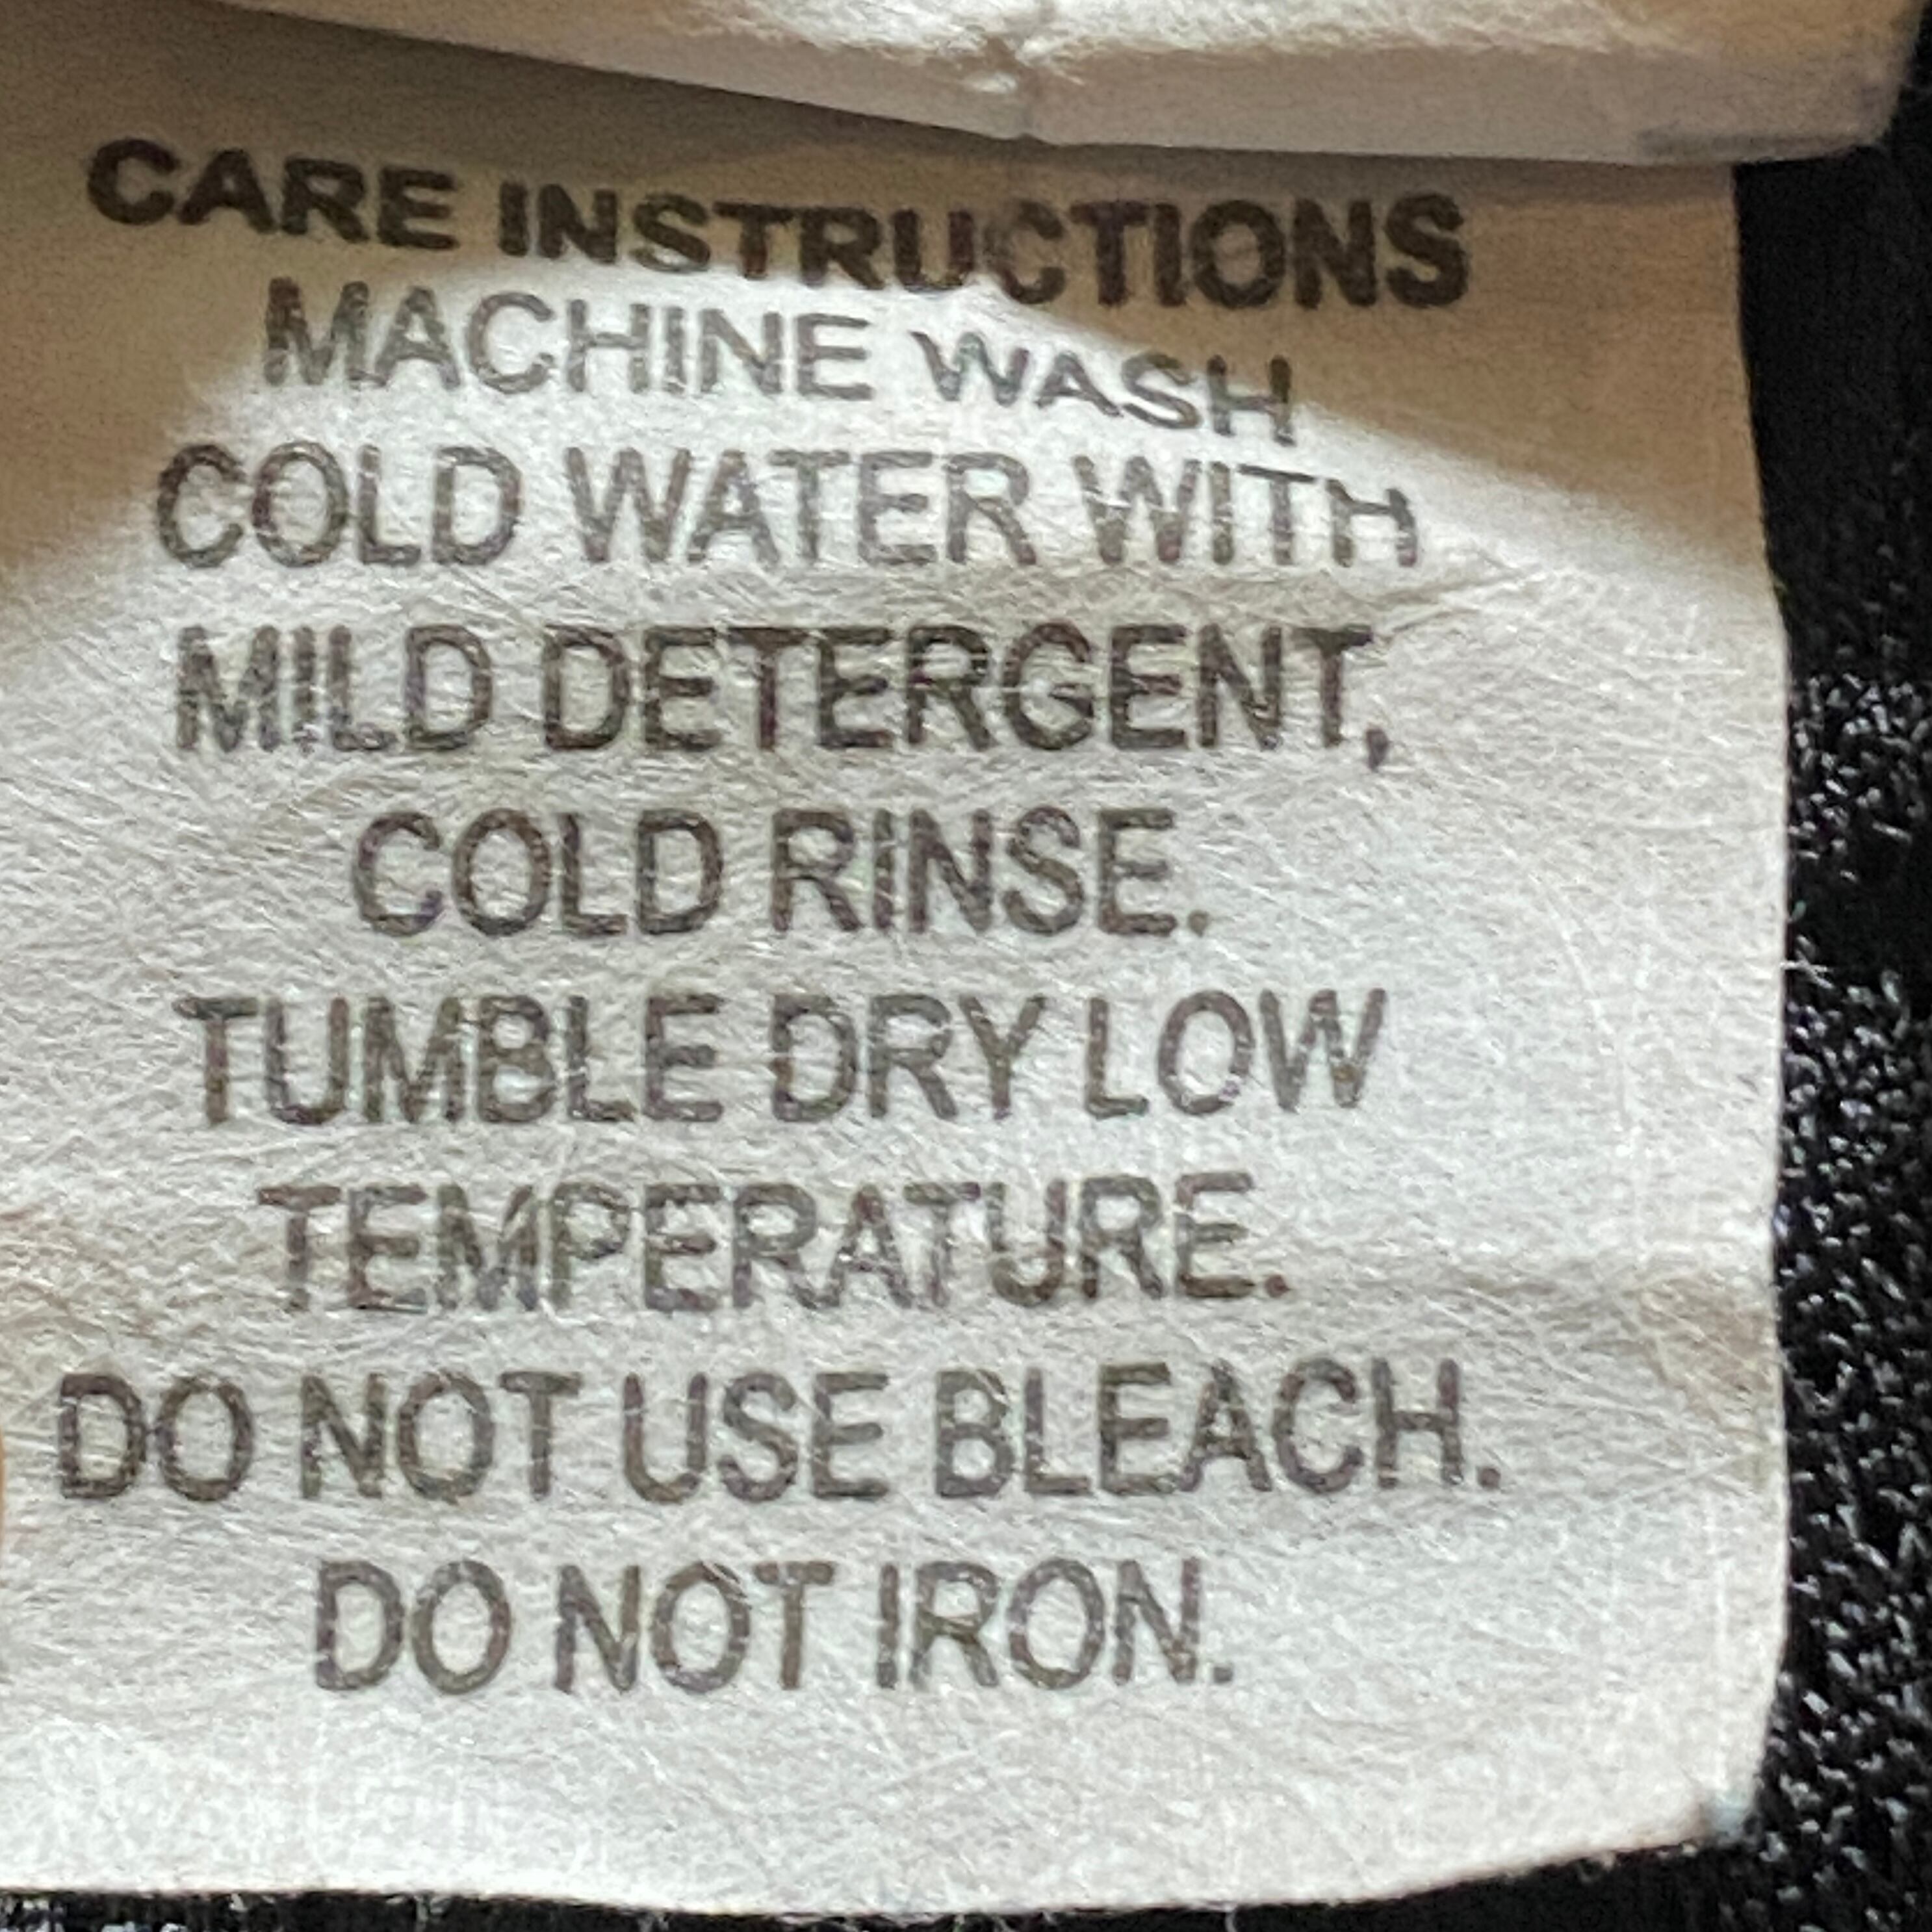 CARE INSTRUCTIONS
MACHINE WASH
COLD WATER WITH
MILD DETERGENT,
COLD RINSE.
TUMBLE DRY LOW
TEMPERATURE.
DO NOT USE BLEACH.
DO NOT IRON.